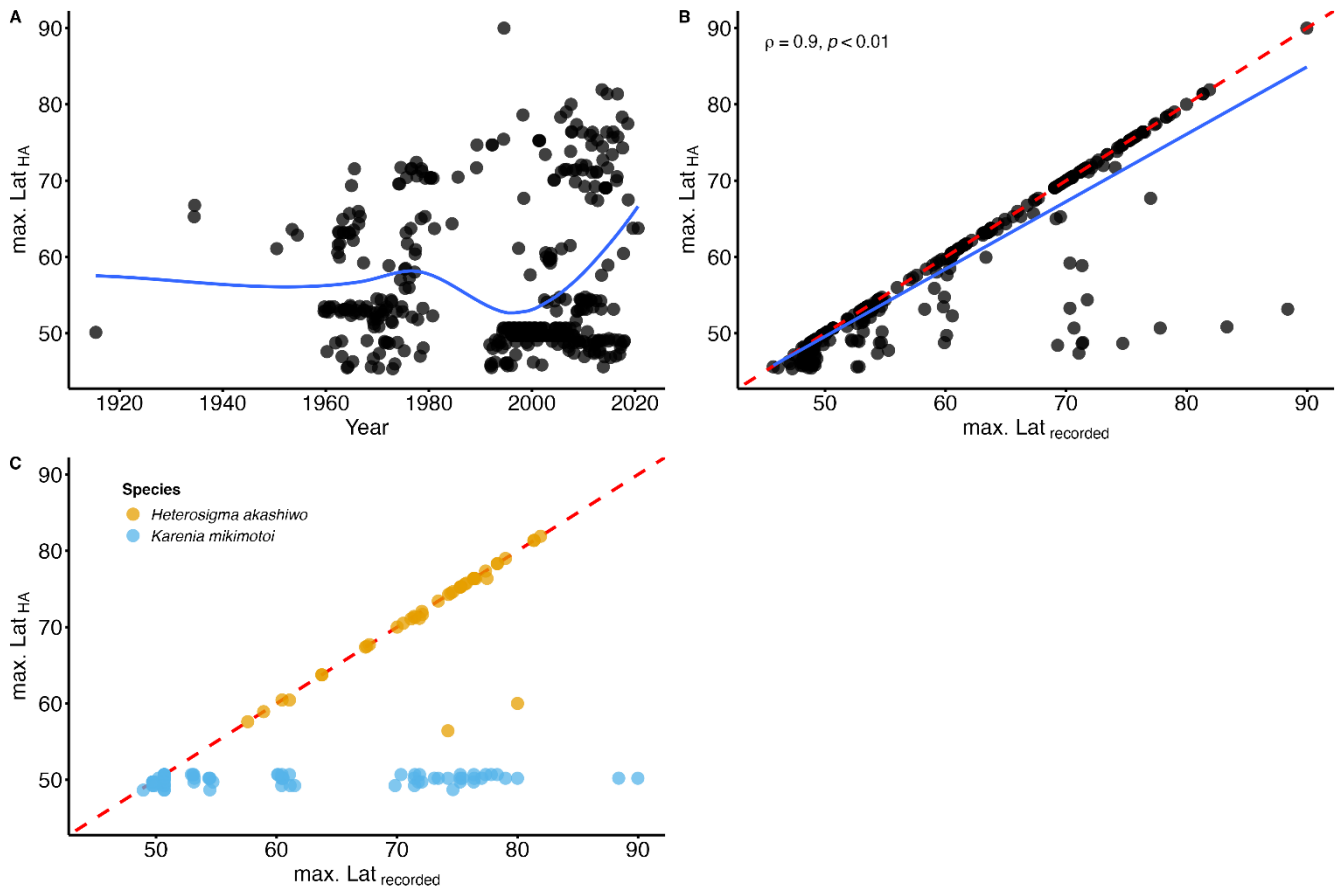 A
90
80
70
60
50
max. Lat HA
1920 1940 1960 1980 2000 2020
Year
B
ρ = 0.9, p < 0.01
90
80
70
60
50
max. Lat HA
50 60 70 80 90
max. Lat recorded
C
Species
Heterosigma akashiwo
Karenia mikimotoi
90
80
70
60
50
max. Lat HA
50 60 70 80 90
max. Lat recorded